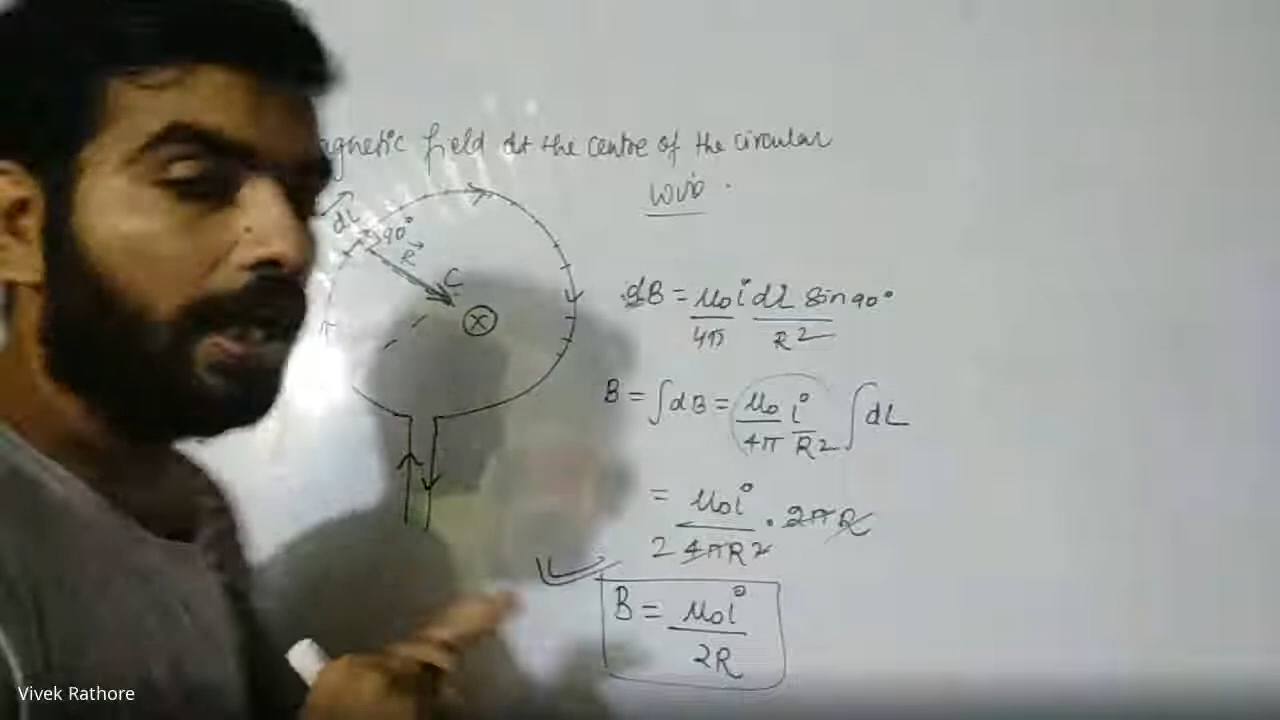 agnetic field at the centre of the circular
wire.
dL
90°
R
C
X
dB = μ₀i dL Sin90°
4π R²
B = ∫dB = μ₀ i ∫dL
4π R²
= μ₀i . 2πR
2 4πR²
B = μ₀i
2R
Vivek Rathore